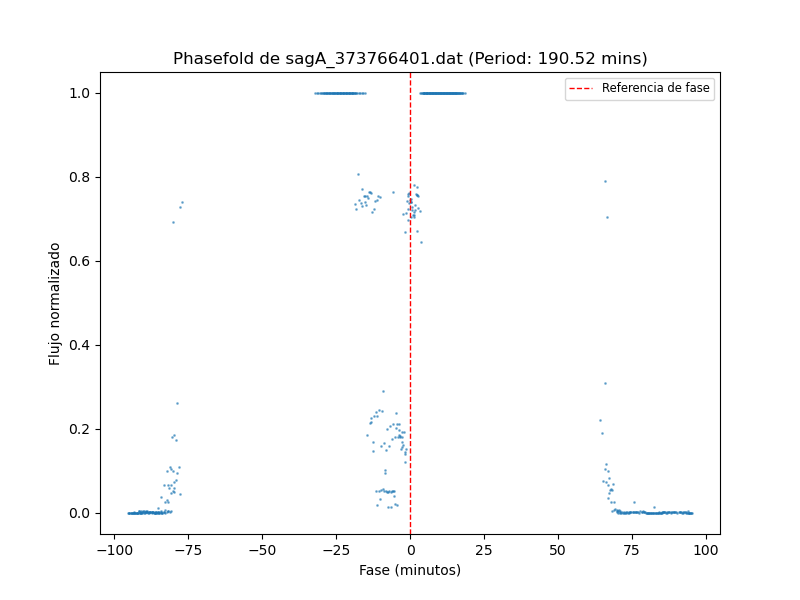 Phasefold de sagA_373766401.dat (Period: 190.52 mins)
Referencia de fase
1.0
0.8
0.6
0.4
0.2
0.0
Flujo normalizado
−100 −75 −50 −25 0 25 50 75 100
Fase (minutos)